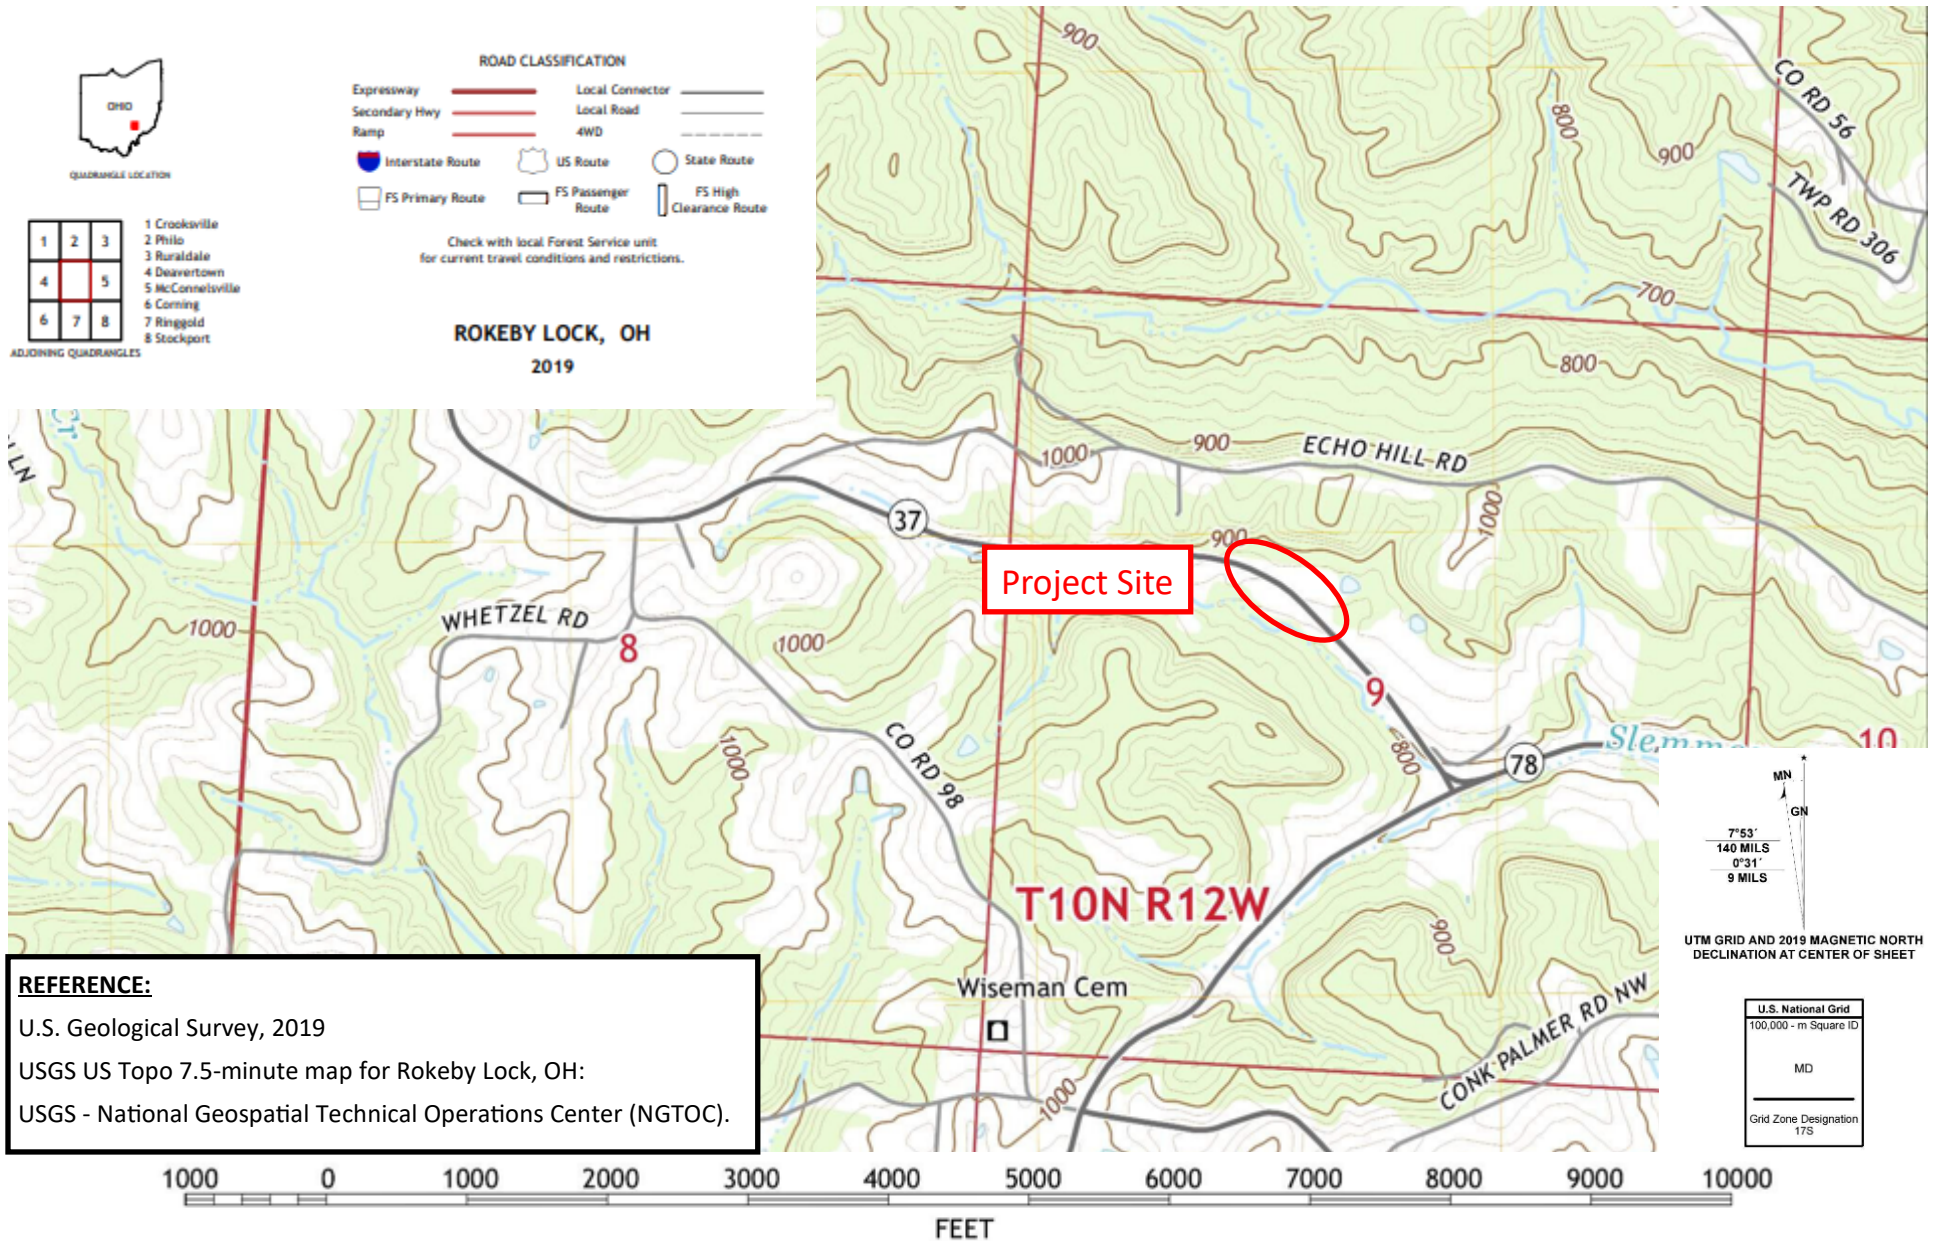 OHIO
QUADRANGLE LOCATION
ROAD CLASSIFICATION
Expressway
Local Connector
Secondary Hwy
Local Road
Ramp
4WD
Interstate Route
US Route
State Route
FS Primary Route
FS Passenger
Route
FS High
Clearance Route
Check with local Forest Service unit
for current travel conditions and restrictions.
1 2 3
4 5
6 7 8
1 Crooksville
2 Philo
3 Ruraldale
4 Deavertown
5 McConnelsville
6 Corning
7 Ringgold
8 Stockport
ADJOINING QUADRANGLES
ROKEBY LOCK, OH
2019
900
CO RD 56
800
900
TWP RD 306
700
800
Cr
LN
1000
900
ECHO HILL RD
1000
37
900
Project Site
WHETZEL RD
1000
8
1000
9
1000
CO RD 98
800
78
Slemm
10
T10N R12W
900
Wiseman Cem
CONK PALMER RD NW
1000
MN
GN
7°53´
140 MILS
0°31´
9 MILS
UTM GRID AND 2019 MAGNETIC NORTH
DECLINATION AT CENTER OF SHEET
U.S. National Grid
100,000 - m Square ID
MD
Grid Zone Designation
17S
REFERENCE:
U.S. Geological Survey, 2019
USGS US Topo 7.5-minute map for Rokeby Lock, OH:
USGS - National Geospatial Technical Operations Center (NGTOC).
1000 0 1000 2000 3000 4000 5000 6000 7000 8000 9000 10000
FEET